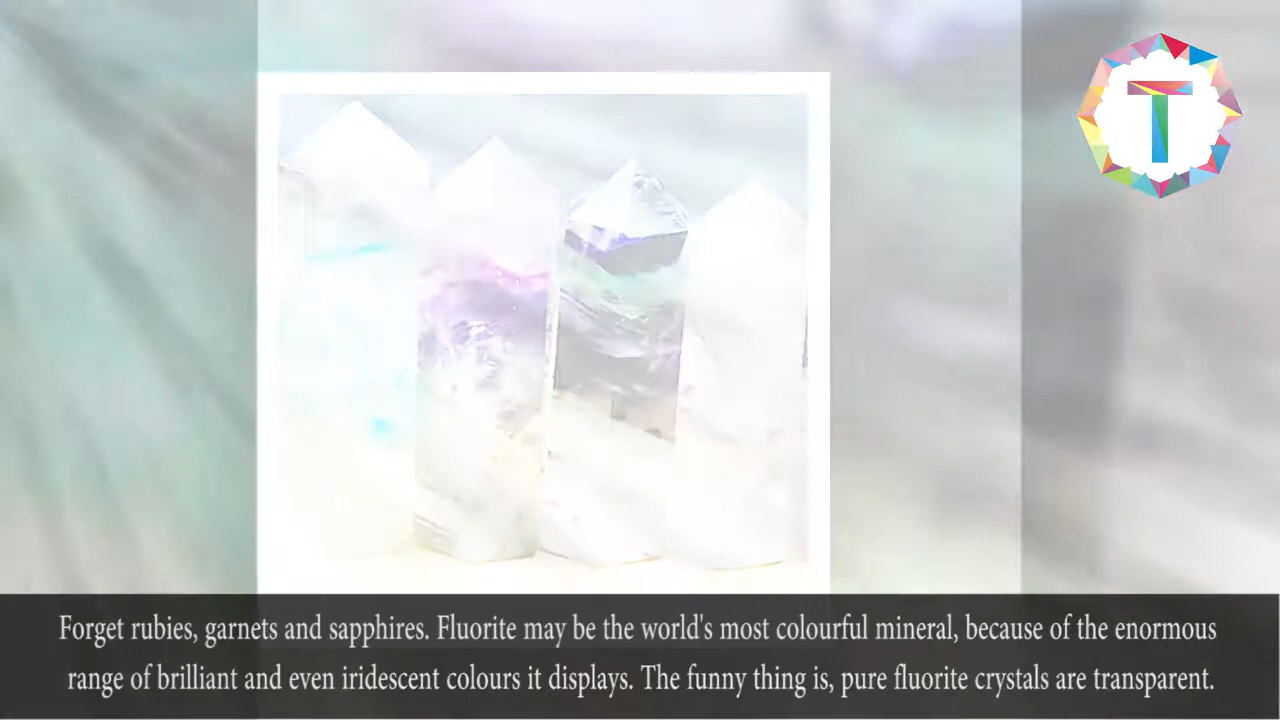 T
Forget rubies, garnets and sapphires. Fluorite may be the world's most colourful mineral, because of the enormous
range of brilliant and even iridescent colours it displays. The funny thing is, pure fluorite crystals are transparent.